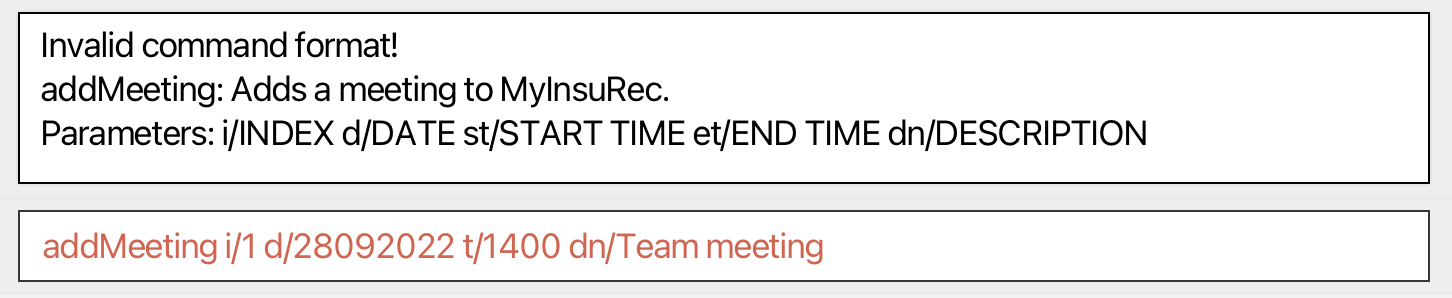 Invalid command format!
addMeeting: Adds a meeting to MyInsuRec.
Parameters: i/INDEX d/DATE st/START TIME et/END TIME dn/DESCRIPTION
addMeeting i/1 d/28092022 t/1400 dn/Team meeting